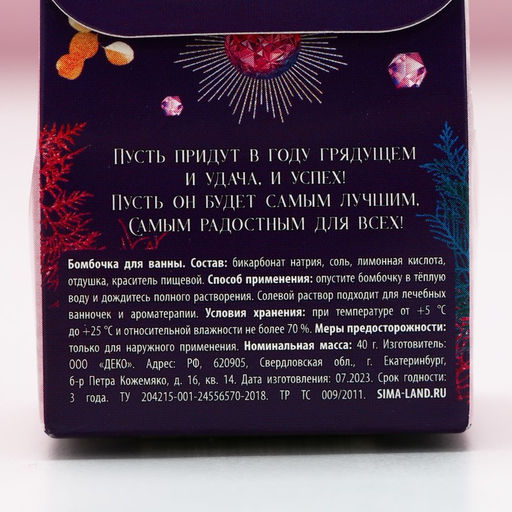 Пусть придут в году грядущем
и удача, и успех!
Пусть он будет самым лучшим,
Самым радостным для всех!
Бомбочка для ванны. Состав: бикарбонат натрия, соль, лимонная кислота,
отдушка, краситель пищевой. Способ применения: опустите бомбочку в тёплую
воду и дождитесь полного растворения. Солевой раствор подходит для лечебных
ванночек и ароматерапии. Условия хранения: при температуре от +5 °С
до +25 °С и относительной влажности не более 70 %. Меры предосторожности:
только для наружного применения. Номинальная масса: 40 г. Изготовитель:
ООО «ДЕКО». Адрес: РФ, 620905, Свердловская обл., г. Екатеринбург,
б-р Петра Кожемяко, д. 16, кв. 14. Дата изготовления: 07.2023. Срок годности:
3 года. ТУ 204215-001-24556570-2018. ТР ТС 009/2011. SIMA-LAND.RU